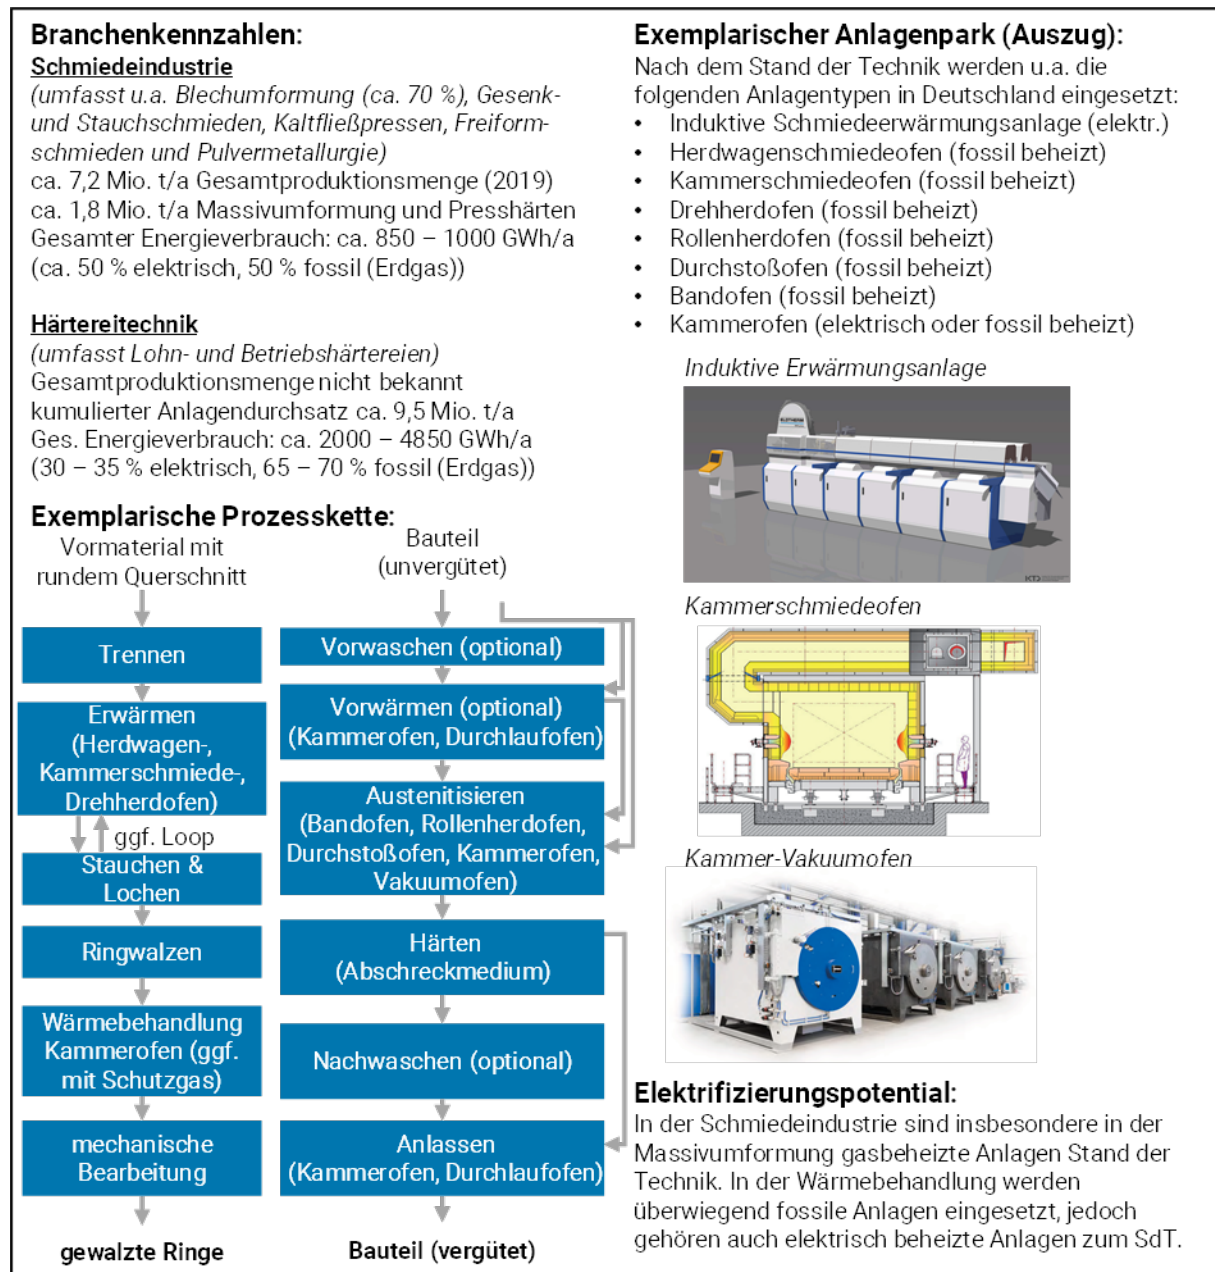 Branchenkennzahlen:
Schmiedeindustrie
(umfasst u.a. Blechumformung (ca. 70 %), Gesenk-
und Stauchschmieden, Kaltfließpressen, Freiform-
schmieden und Pulvermetallurgie)
ca. 7,2 Mio. t/a Gesamtproduktionsmenge (2019)
ca. 1,8 Mio. t/a Massivumformung und Presshärten
Gesamter Energieverbrauch: ca. 850 – 1000 GWh/a
(ca. 50 % elektrisch, 50 % fossil (Erdgas))
Härtereitechnik
(umfasst Lohn- und Betriebshärtereien)
Gesamtproduktionsmenge nicht bekannt
kumulierter Anlagendurchsatz ca. 9,5 Mio. t/a
Ges. Energieverbrauch: ca. 2000 – 4850 GWh/a
(30 – 35 % elektrisch, 65 – 70 % fossil (Erdgas))
Exemplarische Prozesskette:
Vormaterial mit
rundem Querschnitt
Trennen
Erwärmen
(Herdwagen-,
Kammerschmiede-,
Drehherdofen)
ggf. Loop
Stauchen &
Lochen
Ringwalzen
Wärmebehandlung
Kammerofen (ggf.
mit Schutzgas)
mechanische
Bearbeitung
gewalzte Ringe
Bauteil
(unvergütet)
Vorwaschen (optional)
Vorwärmen (optional)
(Kammerofen, Durchlaufofen)
Austenitisieren
(Bandofen, Rollenherdofen,
Durchstoßofen, Kammerofen,
Vakuumofen)
Härten
(Abschreckmedium)
Nachwaschen (optional)
Anlassen
(Kammerofen, Durchlaufofen)
Bauteil (vergütet)
Exemplarischer Anlagenpark (Auszug):
Nach dem Stand der Technik werden u.a. die
folgenden Anlagentypen in Deutschland eingesetzt:
• Induktive Schmiedeerwärmungsanlage (elektr.)
• Herdwagenschmiedeofen (fossil beheizt)
• Kammerschmiedeofen (fossil beheizt)
• Drehherdofen (fossil beheizt)
• Rollenherdofen (fossil beheizt)
• Durchstoßofen (fossil beheizt)
• Bandofen (fossil beheizt)
• Kammerofen (elektrisch oder fossil beheizt)
Induktive Erwärmungsanlage
Kammerschmiedeofen
Kammer-Vakuumofen
Elektrifizierungspotential:
In der Schmiedeindustrie sind insbesondere in der
Massivumformung gasbeheizte Anlagen Stand der
Technik. In der Wärmebehandlung werden
überwiegend fossile Anlagen eingesetzt, jedoch
gehören auch elektrisch beheizte Anlagen zum SdT.